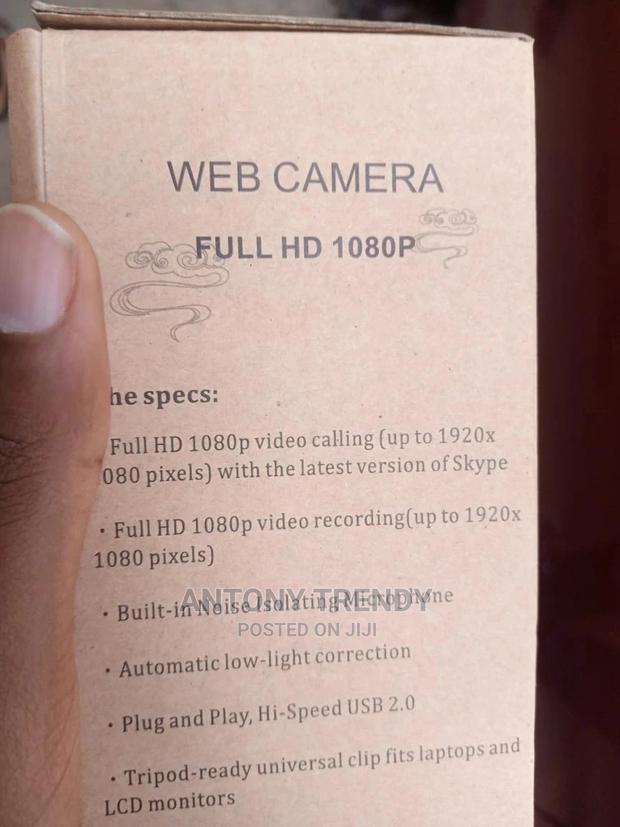 WEB CAMERA
FULL HD 1080P
he specs:
Full HD 1080p video calling (up to 1920x
080 pixels) with the latest version of Skype
· Full HD 1080p video recording(up to 1920x
1080 pixels)
· Built-in Noise Isolating Microphone
ANTONY TRENDY
POSTED ON JIJI
· Automatic low-light correction
· Plug and Play, Hi-Speed USB 2.0
· Tripod-ready universal clip fits laptops and
LCD monitors